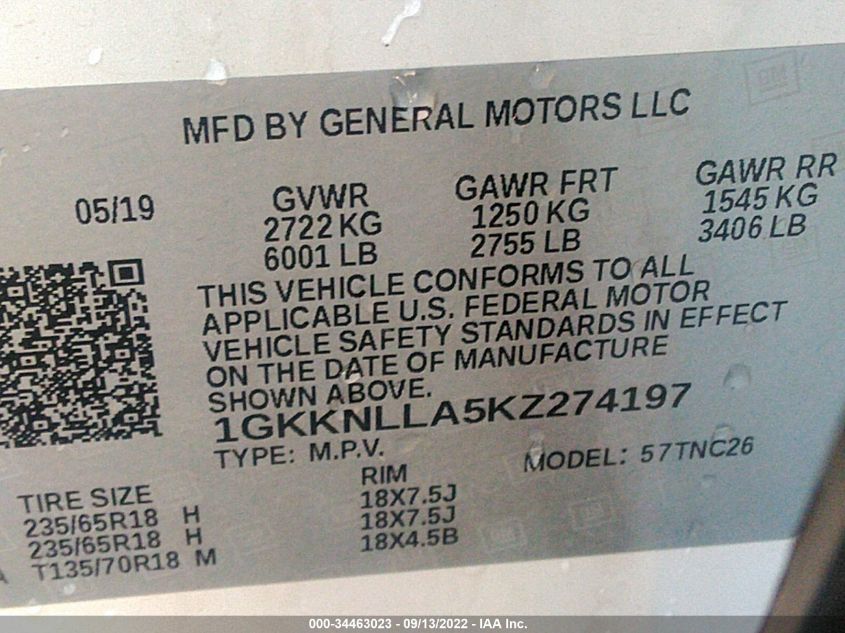 GM
MFD BY GENERAL MOTORS LLC
05/19 GVWR GAWR FRT GAWR RR
2722 KG 1250 KG 1545 KG
6001 LB 2755 LB 3406 LB
THIS VEHICLE CONFORMS TO ALL
APPLICABLE U.S. FEDERAL MOTOR
VEHICLE SAFETY STANDARDS IN EFFECT
ON THE DATE OF MANUFACTURE
SHOWN ABOVE.
1GKKNLLA5KZ274197
TYPE: M.P.V. MODEL: 57TNC26
TIRE SIZE RIM
235/65R18 H 18X7.5J
235/65R18 H 18X7.5J
T135/70R18 M 18X4.5B
000-34463023 - 09/13/2022 - IAA Inc.